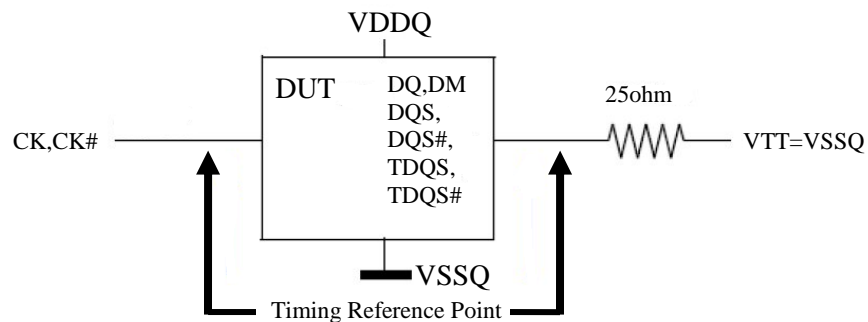 VDDQ
DUT
DQ,DM
DQS,
DQS#,
TDQS,
TDQS#
25ohm
CK,CK#
VTT=VSSQ
VSSQ
Timing Reference Point